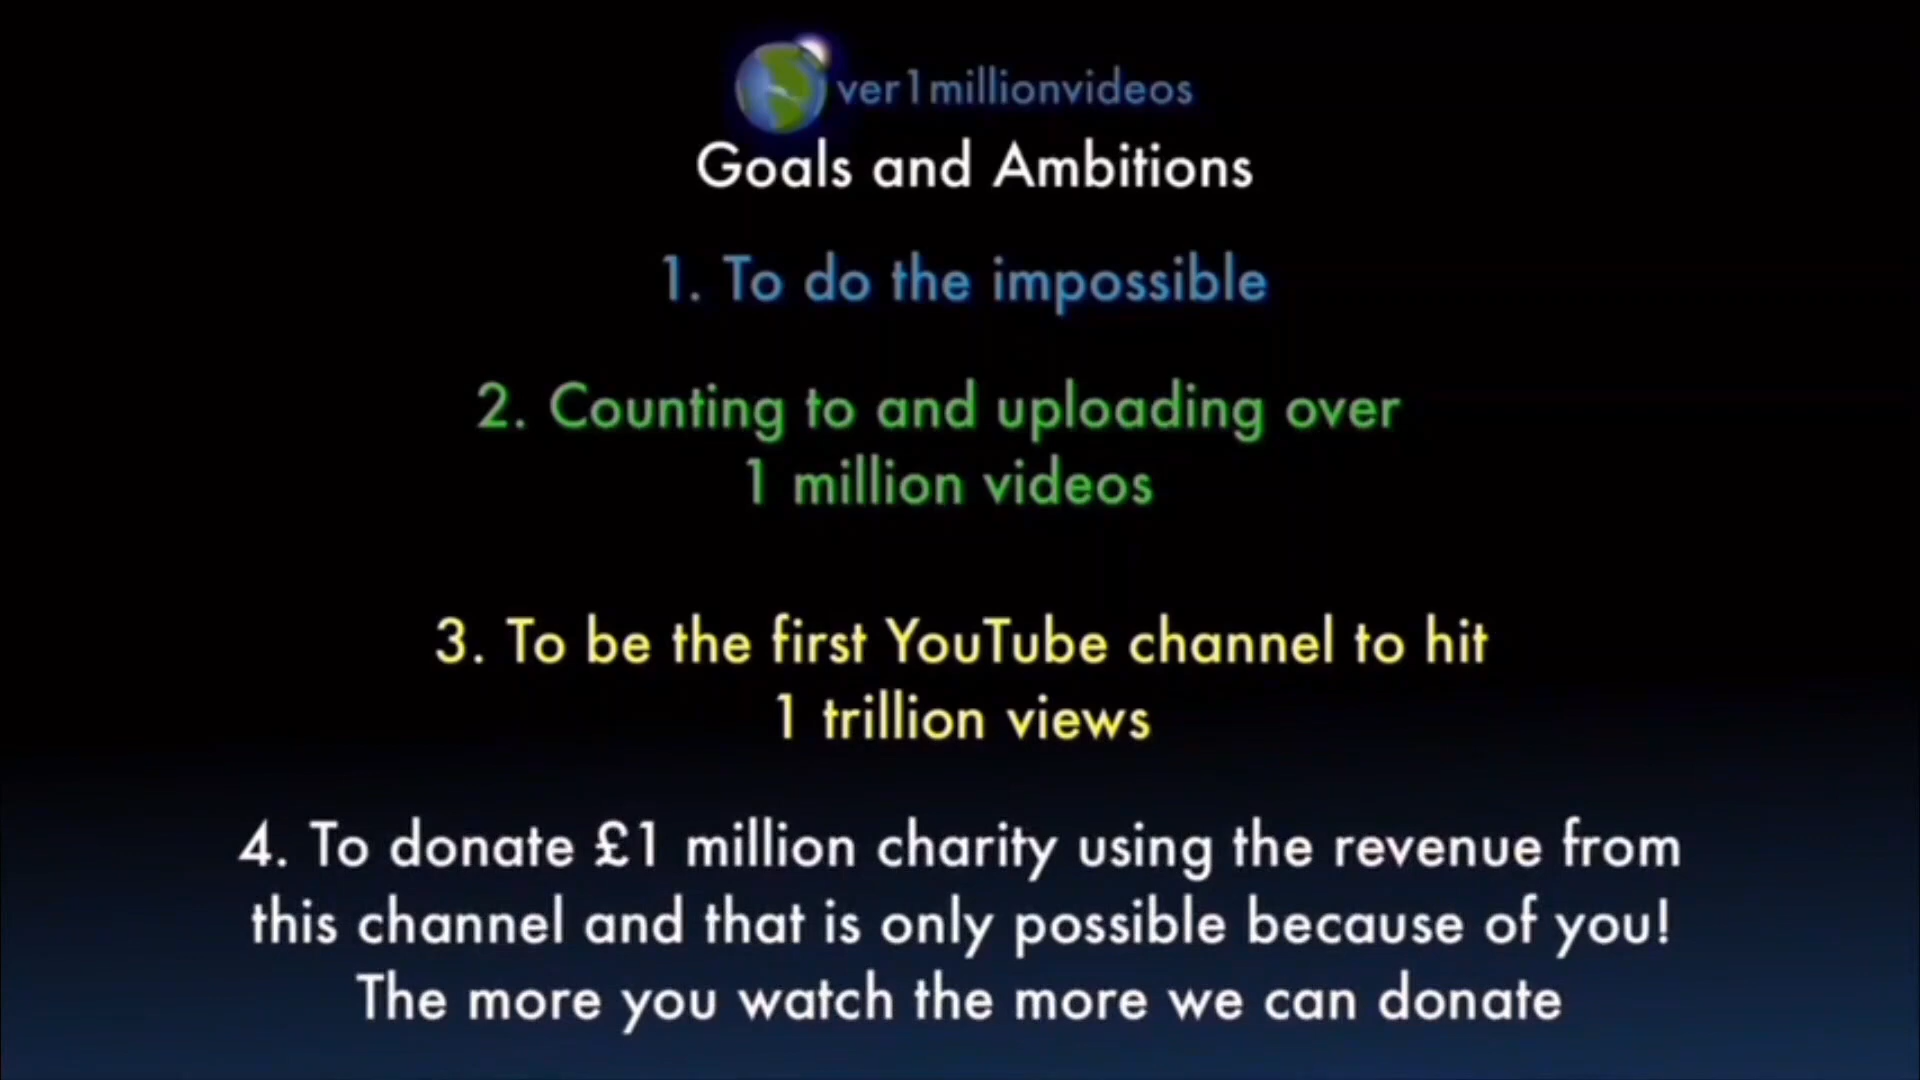 ver1millionvideos
Goals and Ambitions
1. To do the impossible
2. Counting to and uploading over
1 million videos
3. To be the first YouTube channel to hit
1 trillion views
4. To donate £1 million charity using the revenue from
this channel and that is only possible because of you!
The more you watch the more we can donate